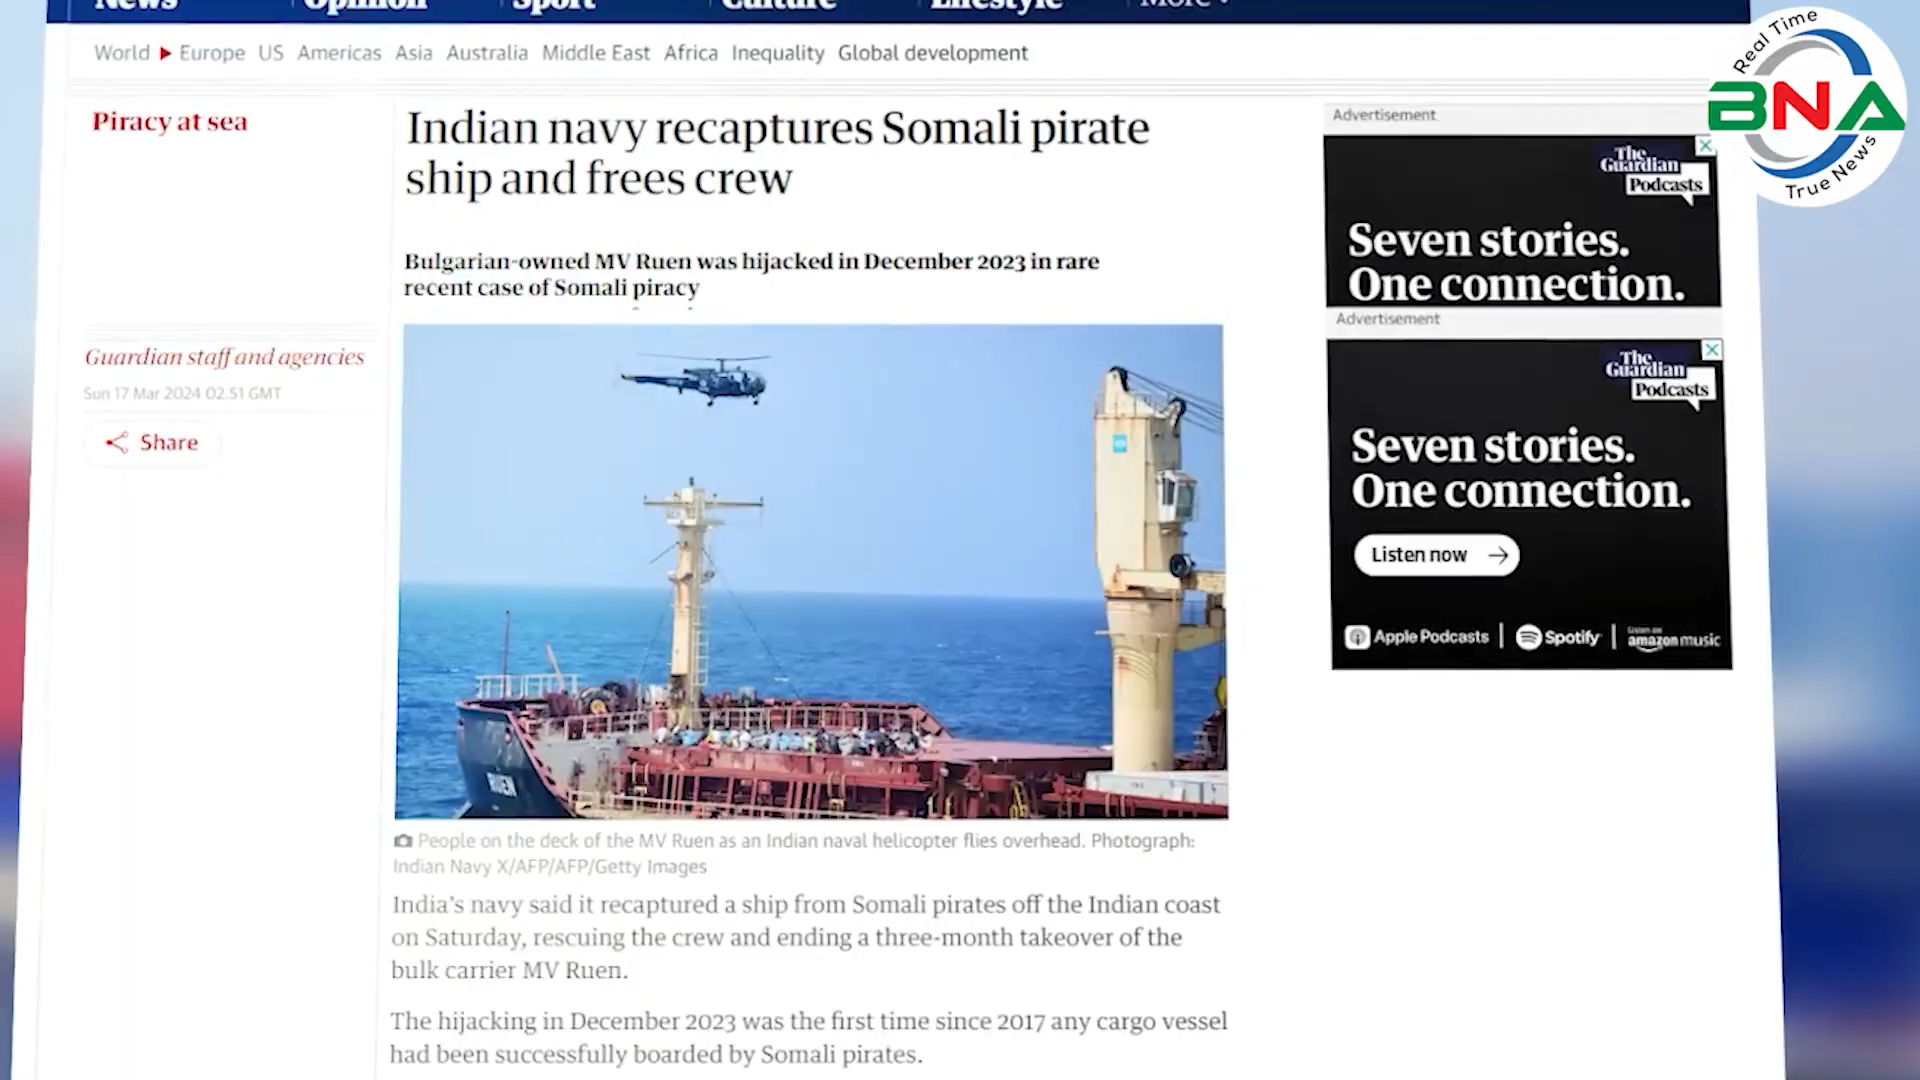 News Opinion Sport Culture Lifestyle More
World Europe US Americas Asia Australia Middle East Africa Inequality Global development
Piracy at sea
Indian navy recaptures Somali pirate
ship and frees crew
Bulgarian-owned MV Ruen was hijacked in December 2023 in rare
recent case of Somali piracy
Guardian staff and agencies
Sun 17 Mar 2024 02.51 GMT
Share
RUEN
People on the deck of the MV Ruen as an Indian naval helicopter flies overhead. Photograph:
Indian Navy X/AFP/AFP/Getty Images
India's navy said it recaptured a ship from Somali pirates off the Indian coast
on Saturday, rescuing the crew and ending a three-month takeover of the
bulk carrier MV Ruen.
The hijacking in December 2023 was the first time since 2017 any cargo vessel
had been successfully boarded by Somali pirates.
Advertisement
The
Guardian
Podcasts
Seven stories.
One connection.
Advertisement
The
Guardian
Podcasts
Seven stories.
One connection.
Listen now
Apple Podcasts
Spotify
Listen on
amazon music
Real Time
BNA
True News